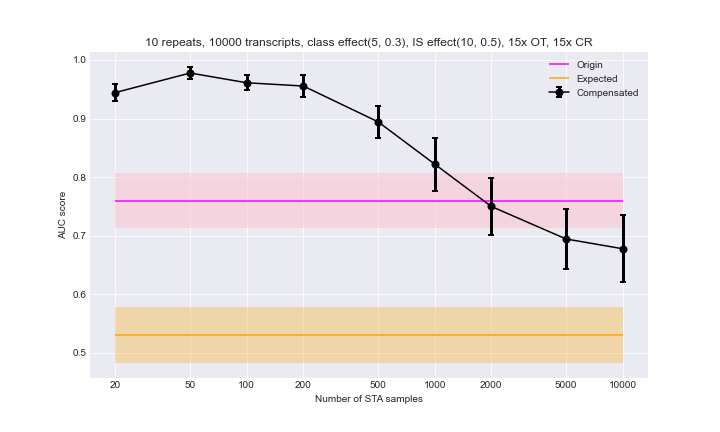 10 repeats, 10000 transcripts, class effect(5, 0.3), IS effect(10, 0.5), 15x OT, 15x CR
1.0
0.9
0.8
0.7
0.6
0.5
AUC score
Origin
Expected
Compensated
20 50 100 200 500 1000 2000 5000 10000
Number of STA samples